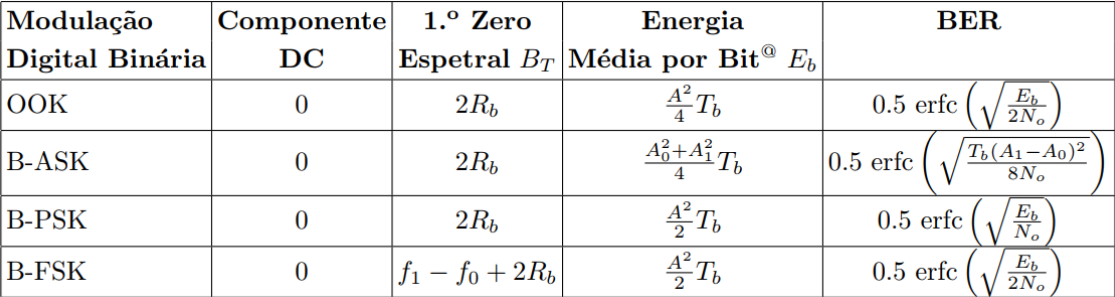 Modulação Digital Binária | Componente DC | 1.º Zero Espetral $B_T$ | Energia Média por Bit$^@$ $E_b$ | BER
OOK | 0 | $2R_b$ | $\frac{A^2}{4}T_b$ | $0.5 \text{ erfc}\left(\sqrt{\frac{E_b}{2N_o}}\right)$
B-ASK | 0 | $2R_b$ | $\frac{A_0^2+A_1^2}{4}T_b$ | $0.5 \text{ erfc}\left(\sqrt{\frac{T_b(A_1-A_0)^2}{8N_o}}\right)$
B-PSK | 0 | $2R_b$ | $\frac{A^2}{2}T_b$ | $0.5 \text{ erfc}\left(\sqrt{\frac{E_b}{N_o}}\right)$
B-FSK | 0 | $f_1 - f_0 + 2R_b$ | $\frac{A^2}{2}T_b$ | $0.5 \text{ erfc}\left(\sqrt{\frac{E_b}{2N_o}}\right)$